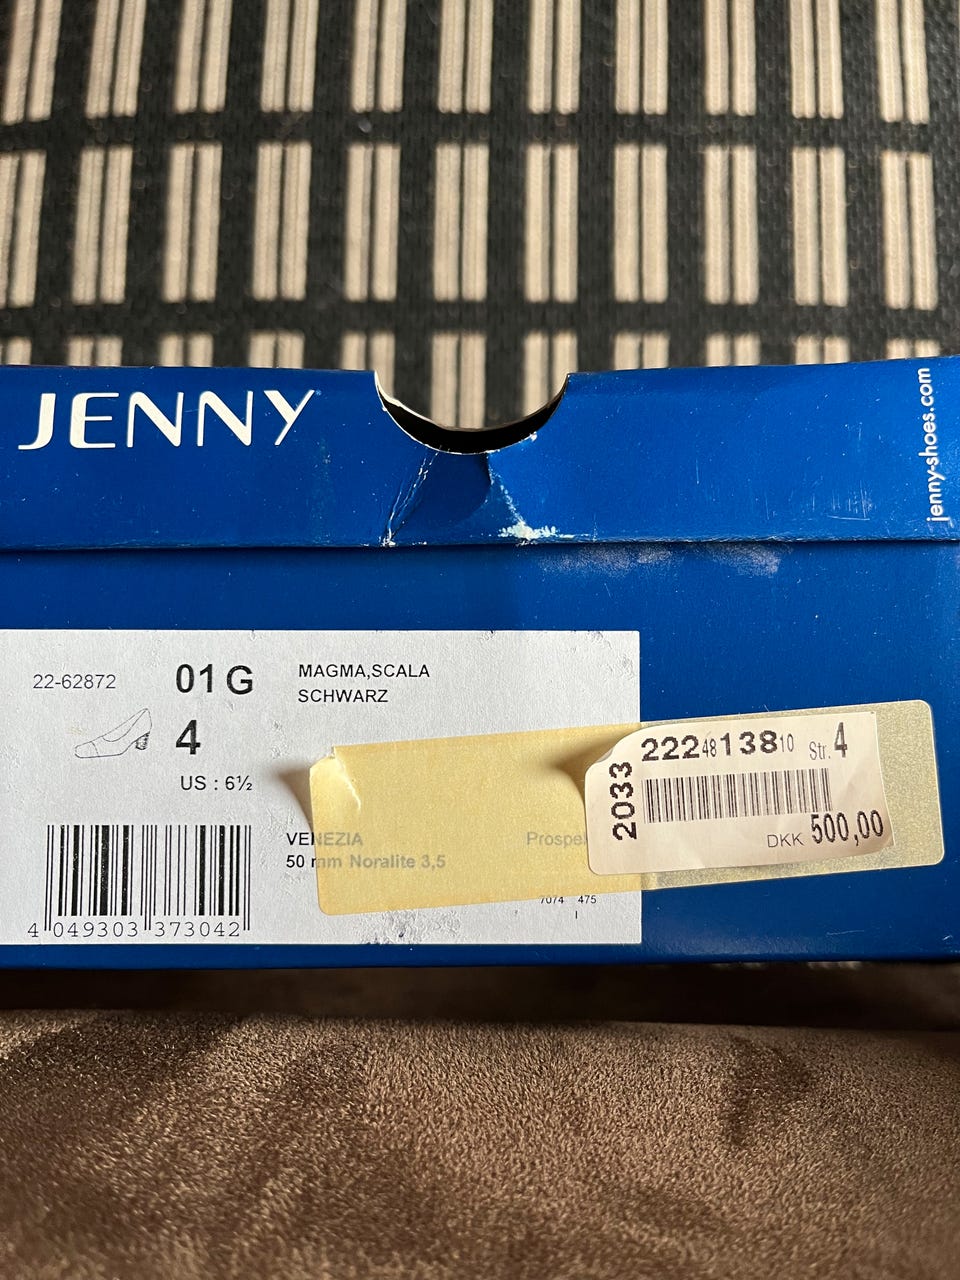 JENNY
jenny-shoes.com
22-62872
01 G
MAGMA,SCALA
SCHWARZ
4
US : 6½
VENEZIA
50 mm Noralite 3,5
7074 475
4 049303 373042
2033
222 48 138 10 Str. 4
DKK 500,00